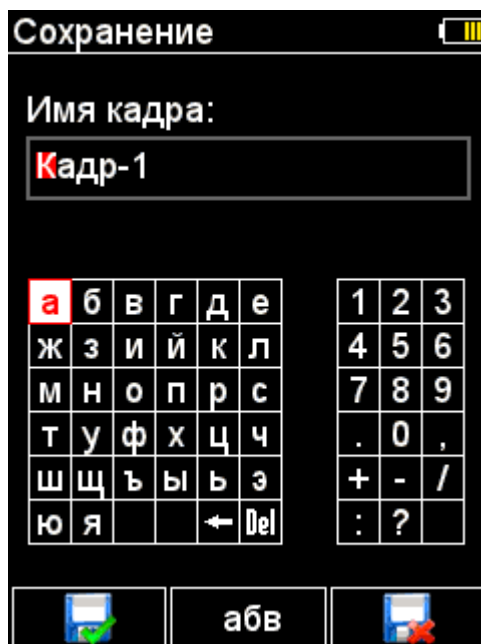 Сохранение
Имя кадра:
Кадр-1
а б в г д е 1 2 3
ж з и й к л 4 5 6
м н о п р с 7 8 9
т у ф х ц ч . 0 ,
ш щ ъ ы ь э + - /
ю я ← Del : ?
абв